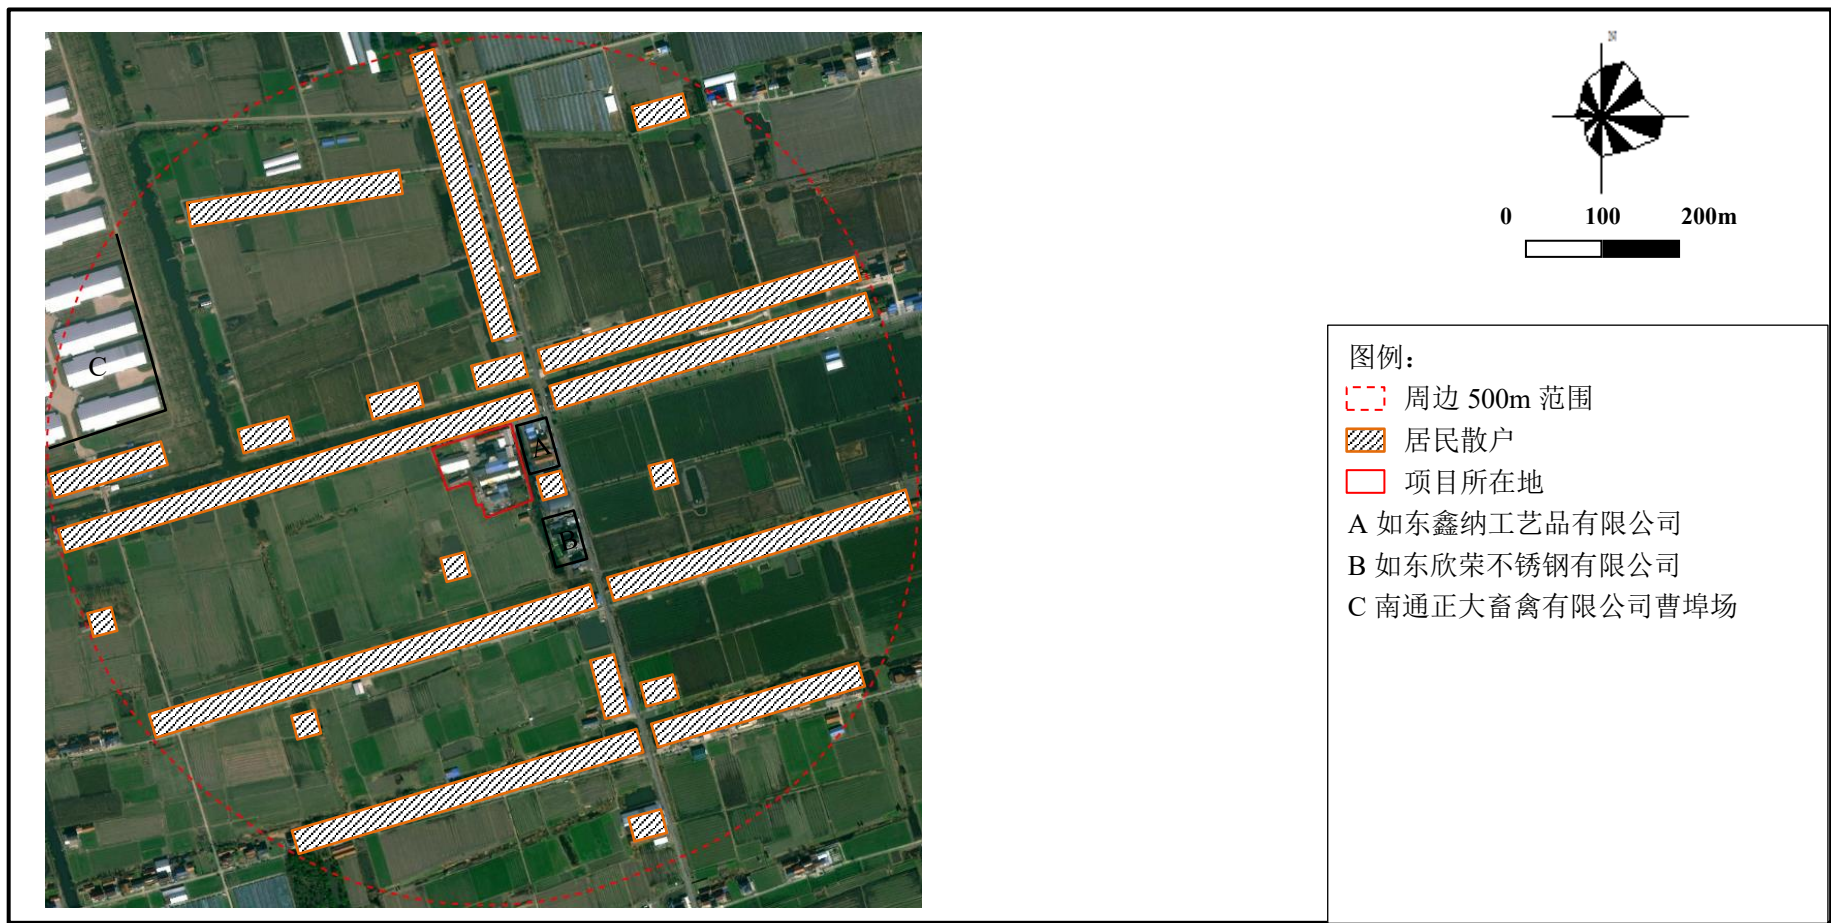 N
0 100 200m
C
A
B
图例：
周边 500m 范围
居民散户
项目所在地
A 如东鑫纳工艺品有限公司
B 如东欣荣不锈钢有限公司
C 南通正大畜禽有限公司曹埠场